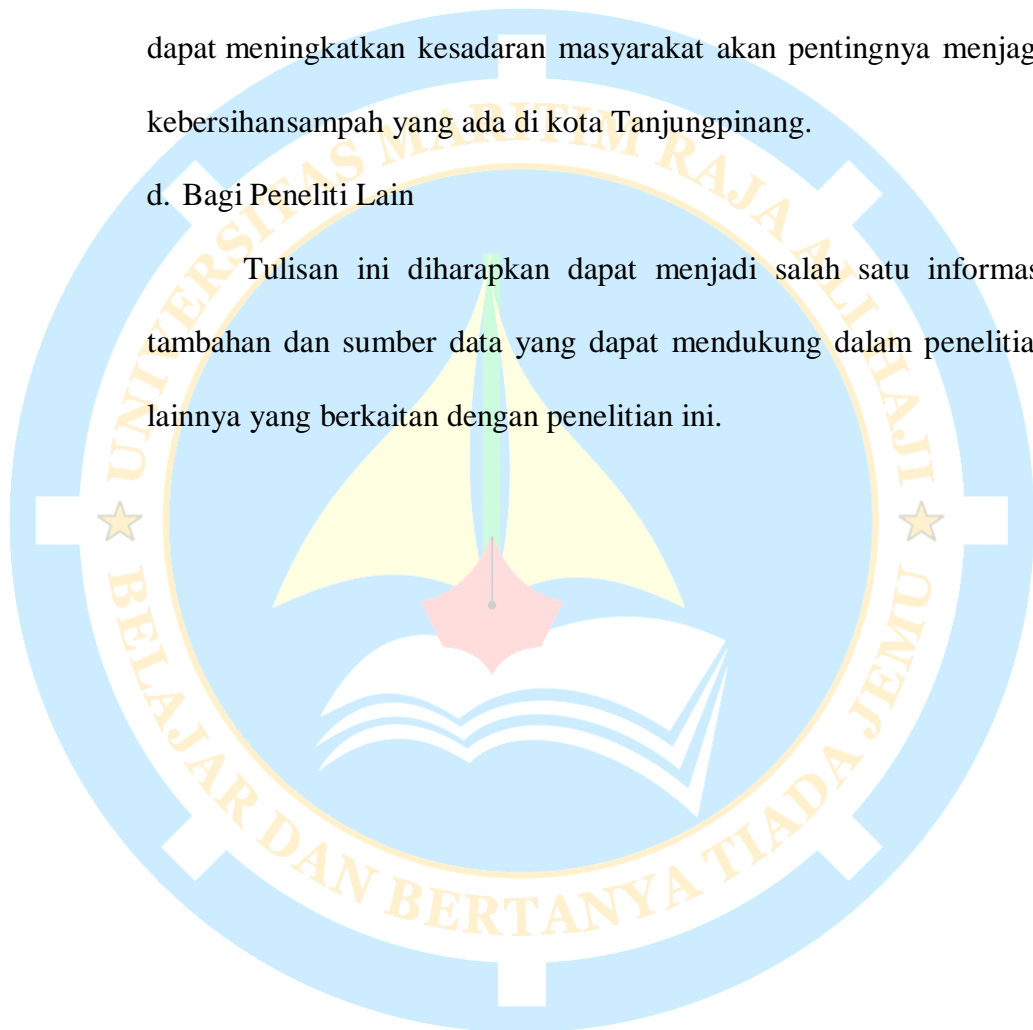 dapat meningkatkan kesadaran masyarakat akan pentingnya menjag
kebersihansampah yang ada di kota Tanjungpinang.
d. Bagi Peneliti Lain
Tulisan ini diharapkan dapat menjadi salah satu informas
tambahan dan sumber data yang dapat mendukung dalam penelitia
lainnya yang berkaitan dengan penelitian ini.
UNIVERSITAS MARITIM RAJA ALI HAJI
BELAJAR DAN BERTANYA TIADA JEMU